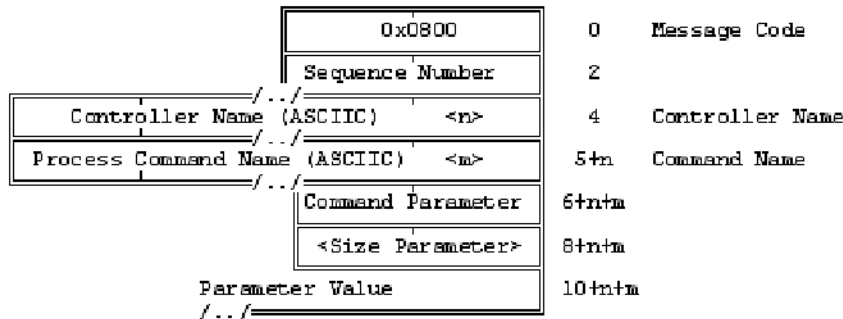 0x0800 0 Message Code
Sequence Number 2
/../
Controller Name (ASCIIC) <n> 4 Controller Name
/../
Process Command Name (ASCIIC) <m> 5+n Command Name
/../
Command Parameter 6+n+m
<Size Parameter> 8+n+m
Parameter Value 10+n+m
/../